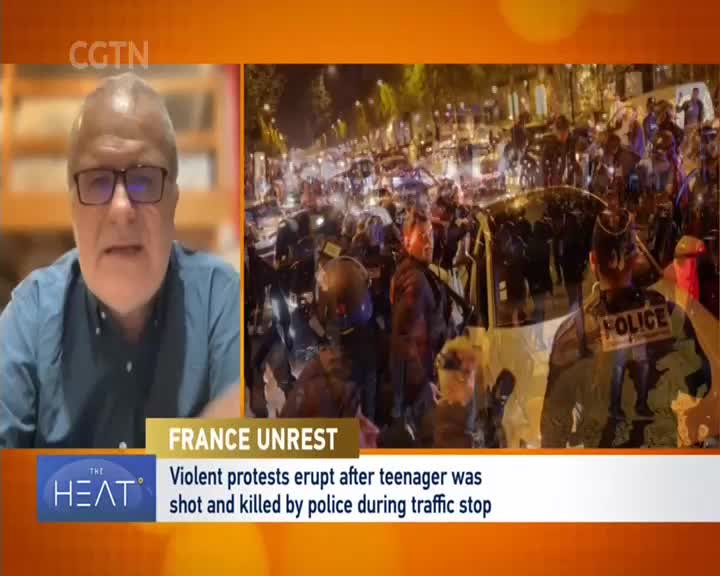 CGTN
POLICE
FRANCE UNREST
THE
HEAT
Violent protests erupt after teenager was
shot and killed by police during traffic stop